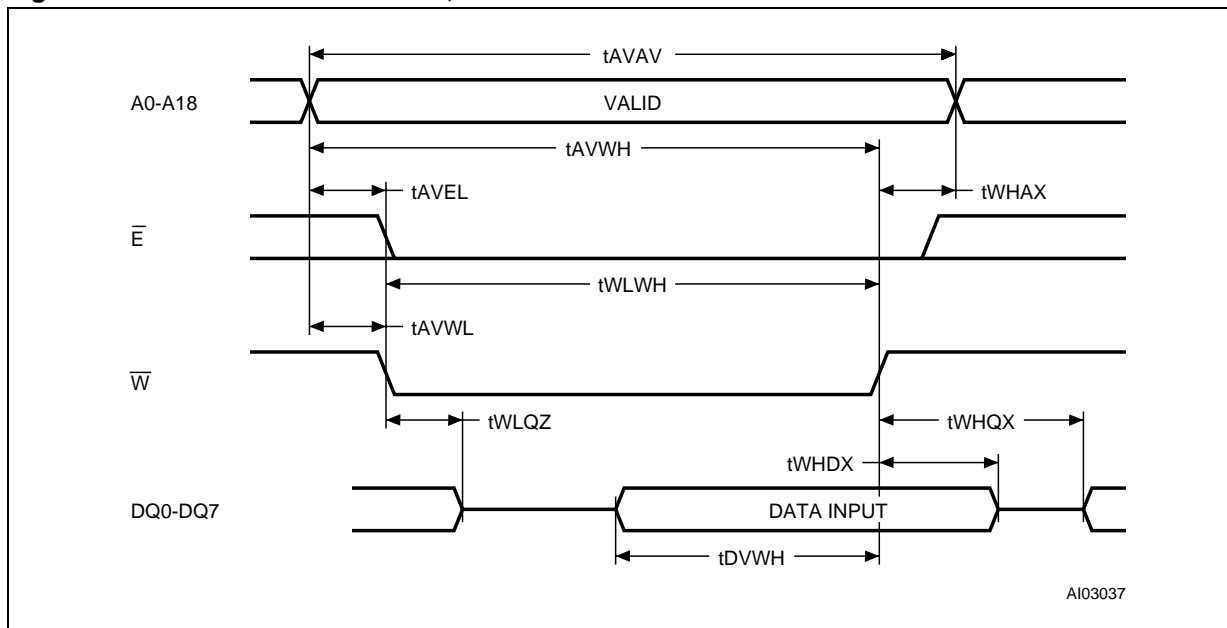 tAVAV
A0-A18
VALID
tAVWH
tAVEL
tWHAX
E̅
tWLWH
tAVWL
W̅
tWLQZ
tWHQX
tWHDX
DQ0-DQ7
DATA INPUT
tDVWH
AI03037